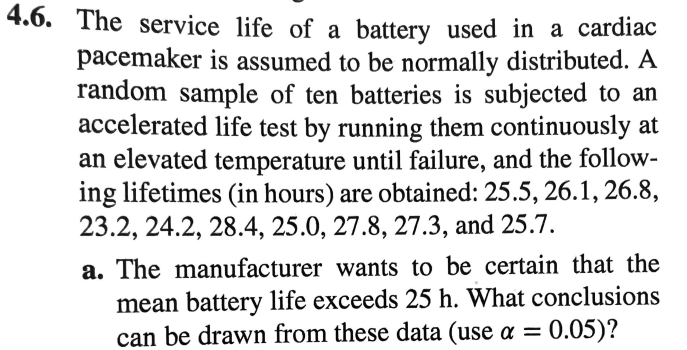 4.6. The service life of a battery used in a cardiac
pacemaker is assumed to be normally distributed. A
random sample of ten batteries is subjected to an
accelerated life test by running them continuously at
an elevated temperature until failure, and the follow-
ing lifetimes (in hours) are obtained: 25.5, 26.1, 26.8,
23.2, 24.2, 28.4, 25.0, 27.8, 27.3, and 25.7.
a. The manufacturer wants to be certain that the
mean battery life exceeds 25 h. What conclusions
can be drawn from these data (use α = 0.05)?